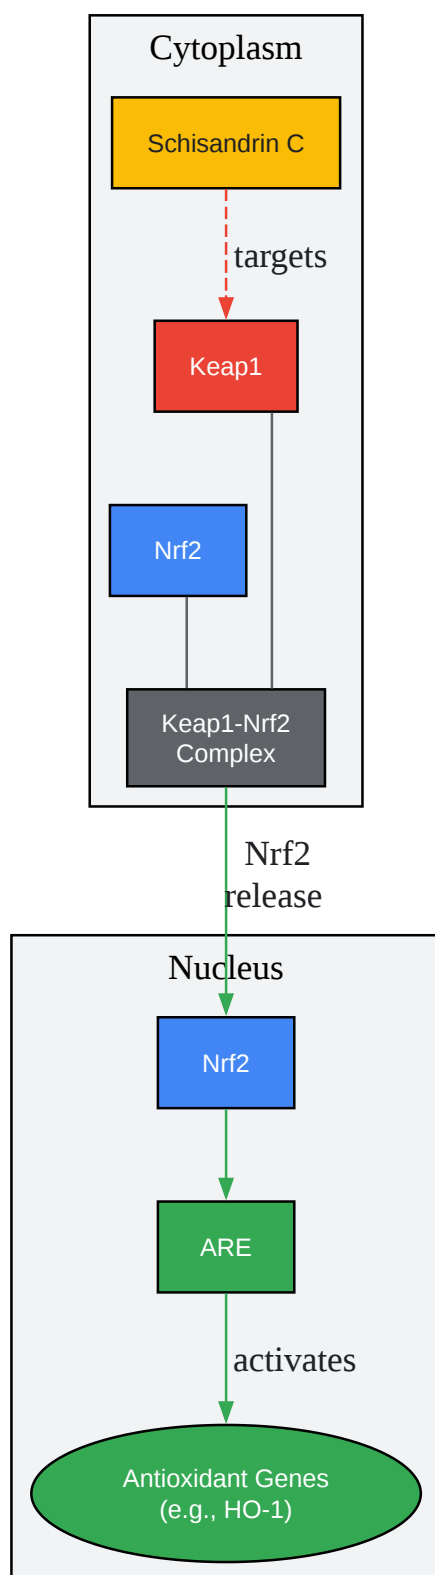 Cytoplasm
Schisandrin C
targets
Keap1
Nrf2
Keap1-Nrf2
Complex
Nrf2
release
Nucleus
Nrf2
ARE
activates
Antioxidant Genes
(e.g., HO-1)